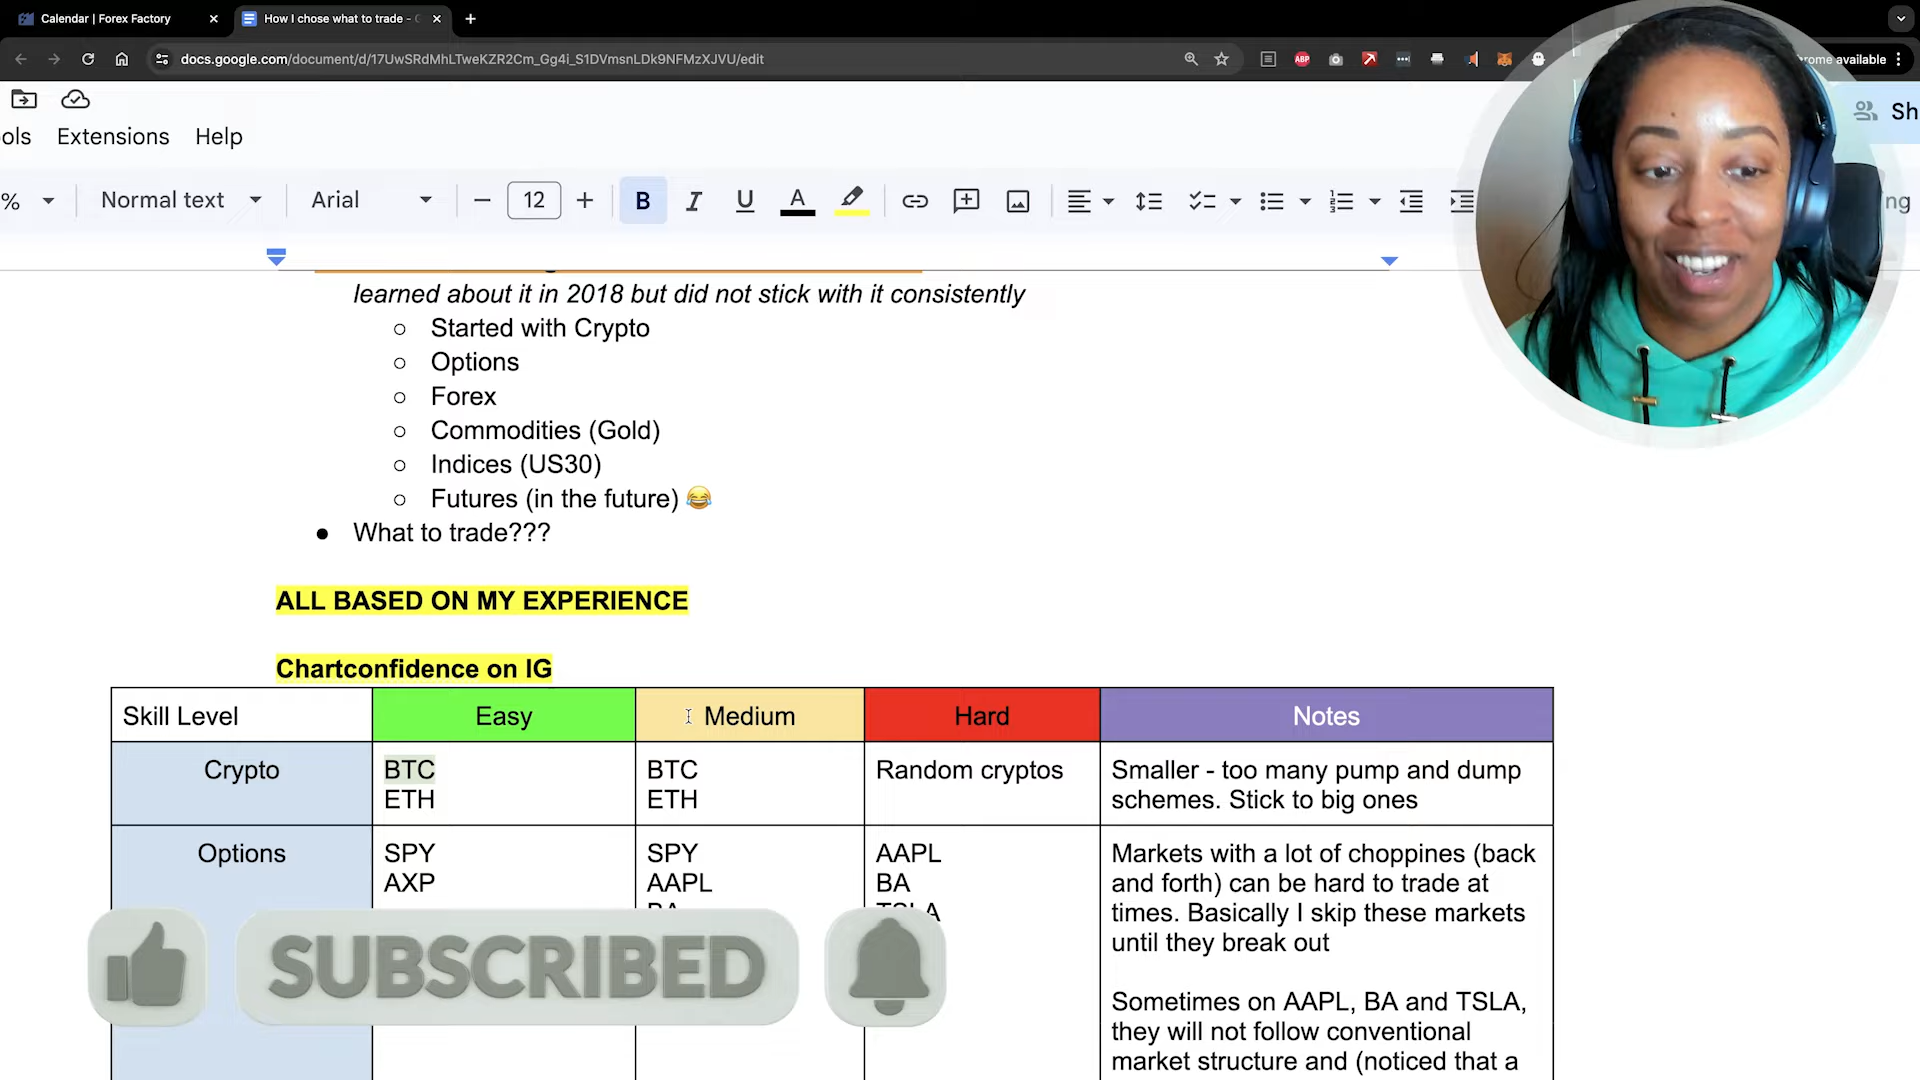 Calendar | Forex Factory
How I chose what to trade -
docs.google.com/document/d/17UwSRdMhLTweKZR2Cm_Gg4i_S1DVmsnLDk9NFMzXJVU/edit
ABP
rome available
Sh
ols Extensions Help
% Normal text Arial 12 B I U A
ng
learned about it in 2018 but did not stick with it consistently
Started with Crypto
Options
Forex
Commodities (Gold)
Indices (US30)
Futures (in the future) 😂
What to trade???
ALL BASED ON MY EXPERIENCE
Chartconfidence on IG
Skill Level Easy Medium Hard Notes
Crypto
BTC
ETH
BTC
ETH
Random cryptos
Smaller - too many pump and dump
schemes. Stick to big ones
Options
SPY
AXP
SPY
AAPL
BA
AAPL
BA
TSLA
Markets with a lot of choppines (back
and forth) can be hard to trade at
times. Basically I skip these markets
until they break out
Sometimes on AAPL, BA and TSLA,
they will not follow conventional
market structure and (noticed that a
SUBSCRIBED